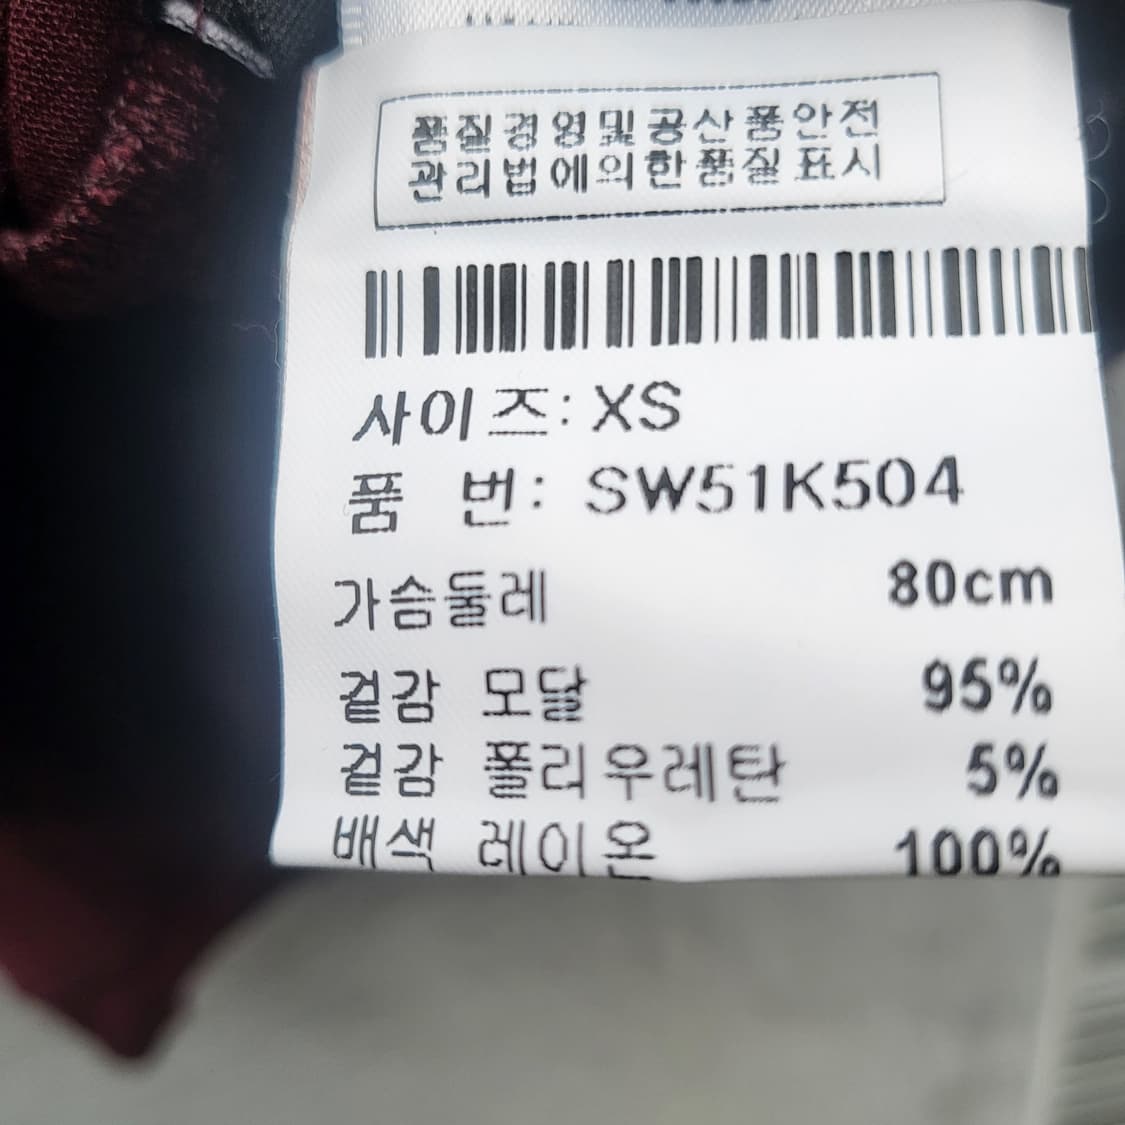 품질경영및공산품안전
관리법에의한품질표시
사이즈: XS
품 번: SW51K504
가슴둘레 80cm
겉감 모달 95%
겉감 폴리우레탄 5%
배색 레이온 100%